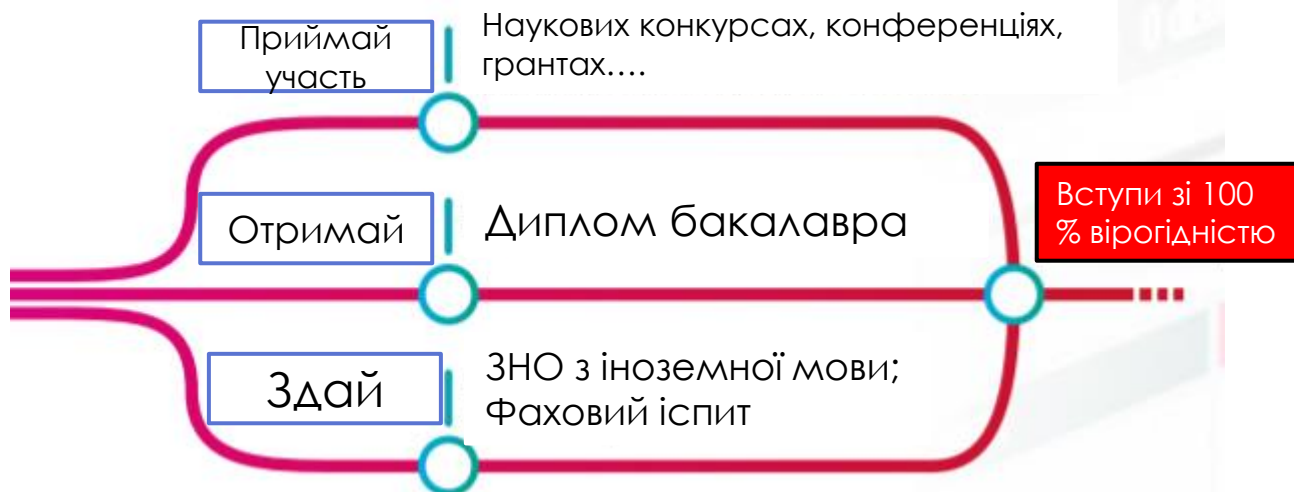 Приймай
участь
Наукових конкурсах, конференціях,
грантах....
Отримай
Диплом бакалавра
Вступи зі 100
% вірогідністю
Здай
ЗНО з іноземної мови;
Фаховий іспит